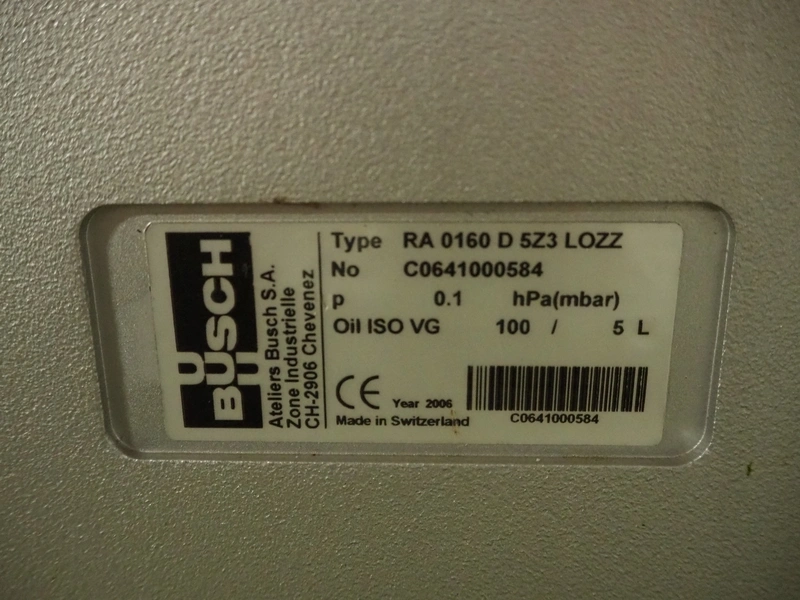 BUSCH
Ateliers Busch S.A.
Zone Industrielle
CH-2906 Chevenez
Type RA 0160 D 5Z3 LOZZ
No C0641000584
p 0.1 hPa(mbar)
Oil ISO VG 100 / 5 L
CE Year 2006
Made in Switzerland
C0641000584